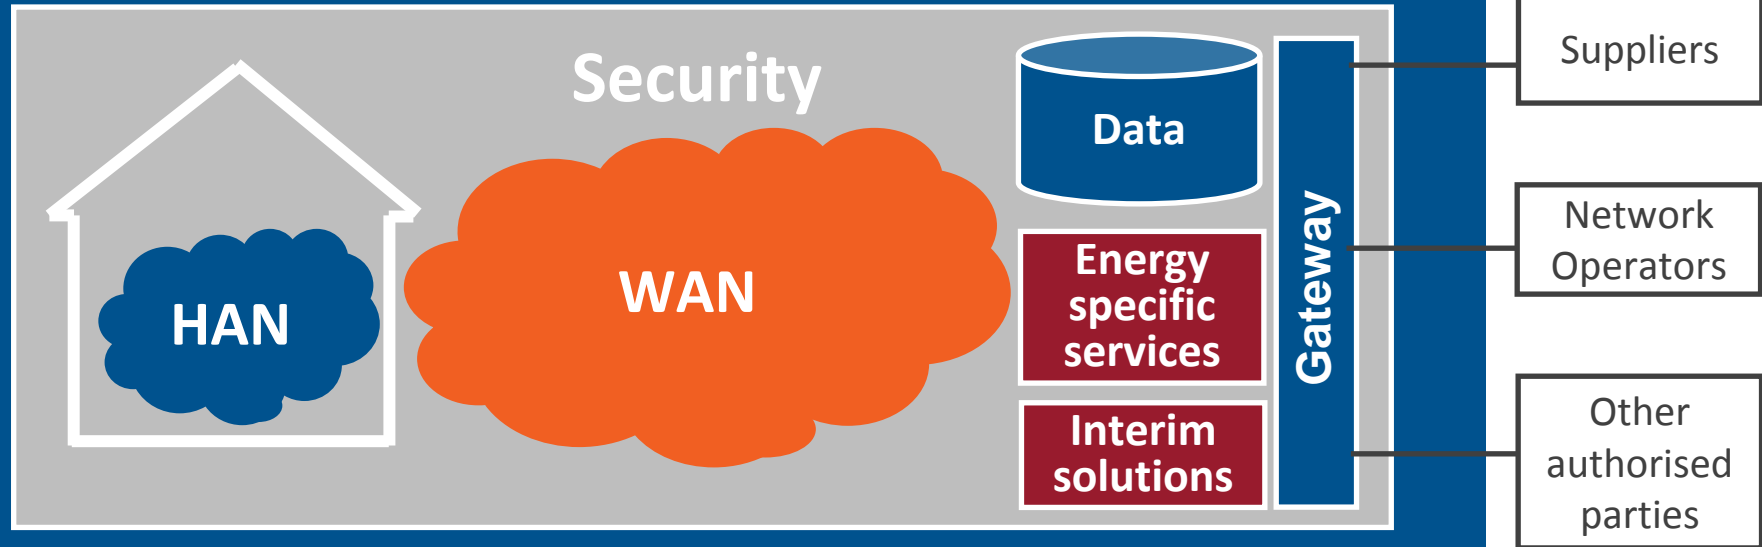 Security
HAN
WAN
Data
Energy
specific
services
Interim
solutions
Gateway
Suppliers
Network
Operators
Other
authorised
parties